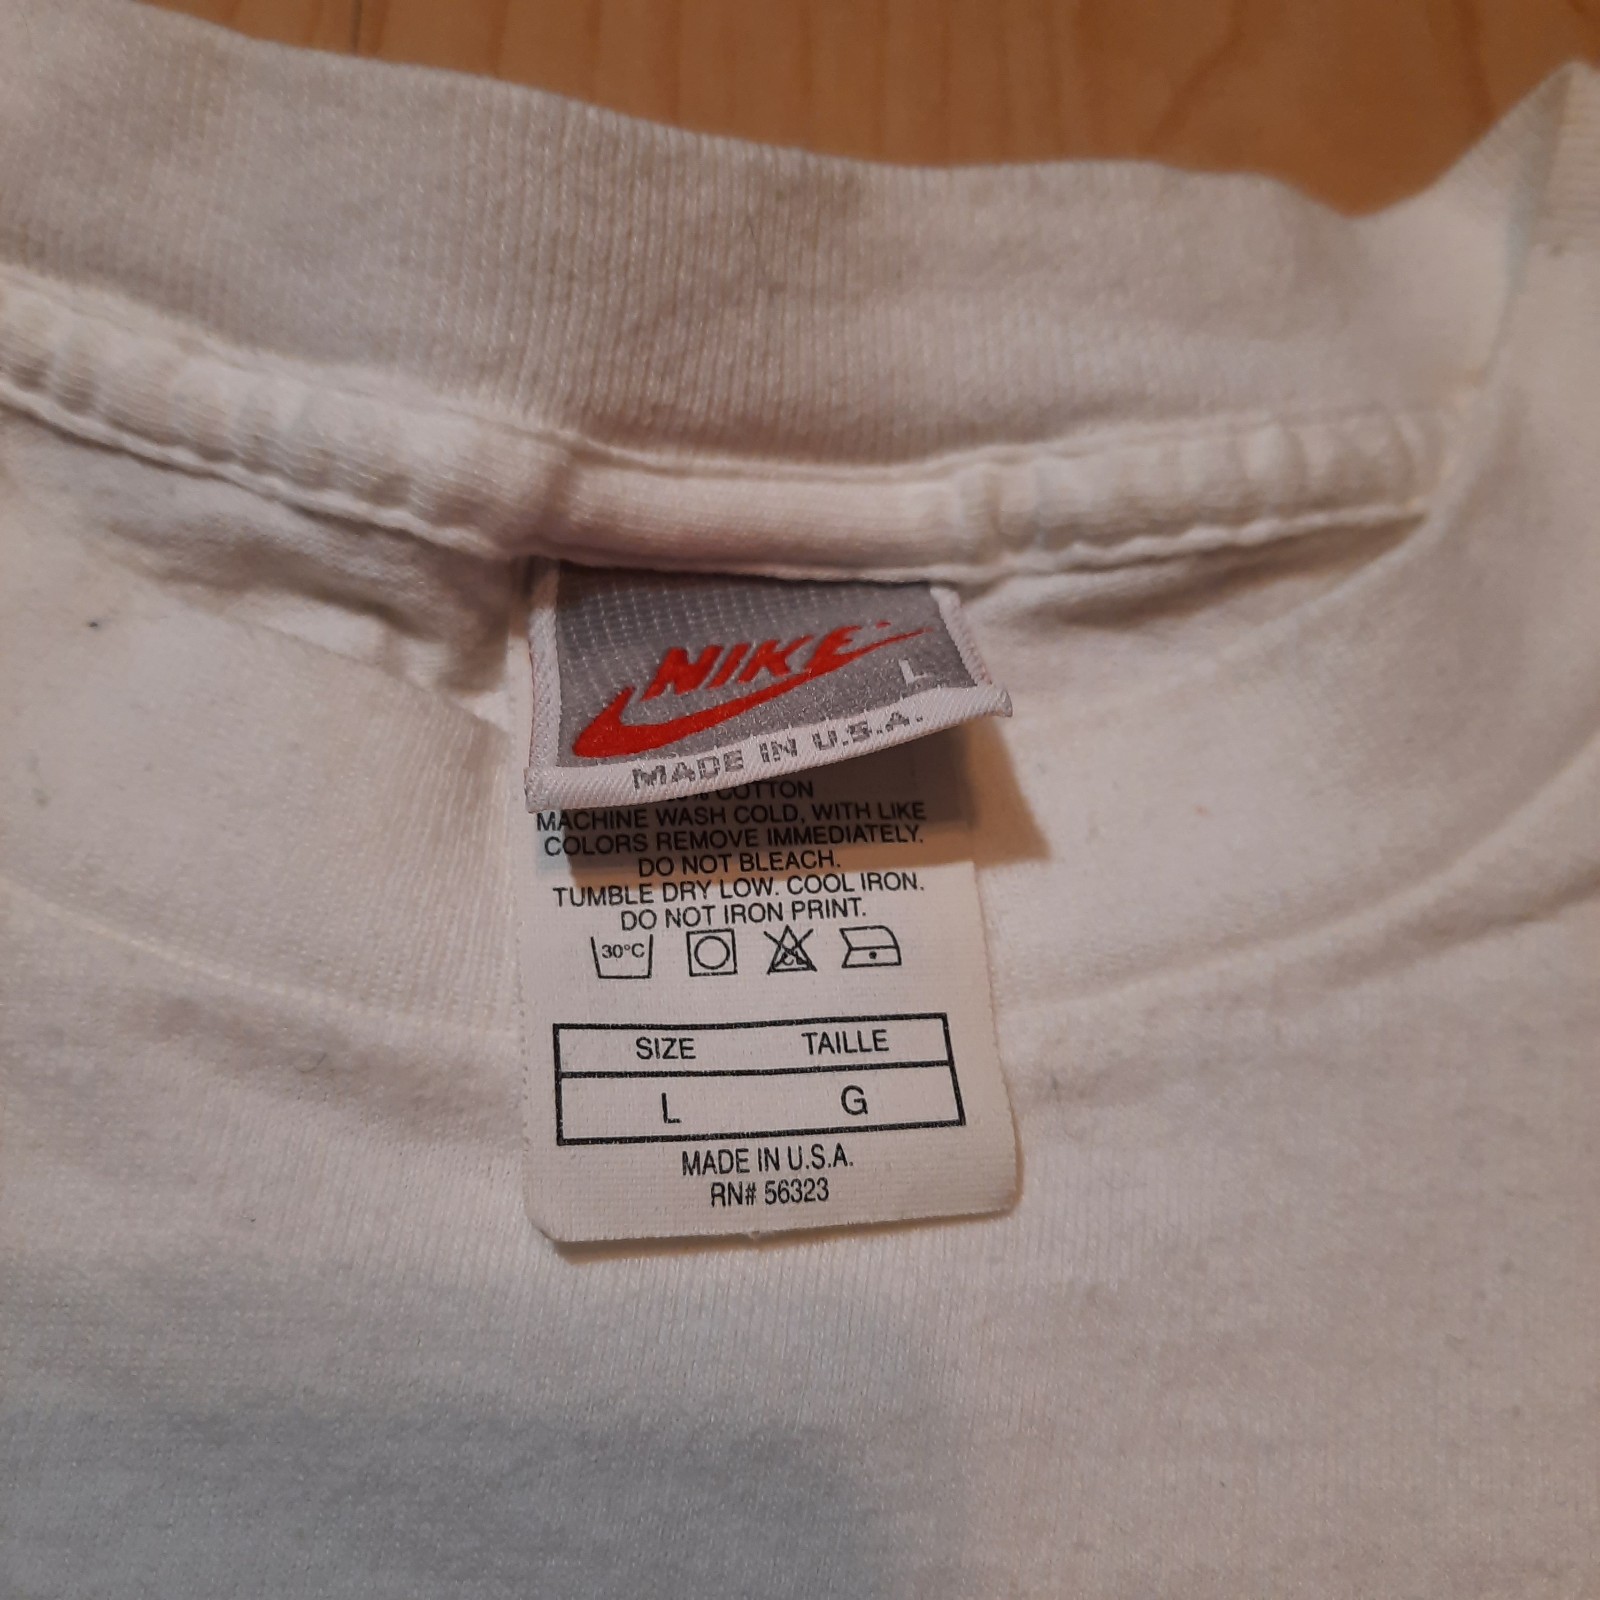 NIKE
L
MADE IN U.S.A.
COTTON
MACHINE WASH COLD, WITH LIKE
COLORS REMOVE IMMEDIATELY.
DO NOT BLEACH.
TUMBLE DRY LOW. COOL IRON.
DO NOT IRON PRINT.
30°C CL
SIZE TAILLE
L G
MADE IN U.S.A.
RN# 56323